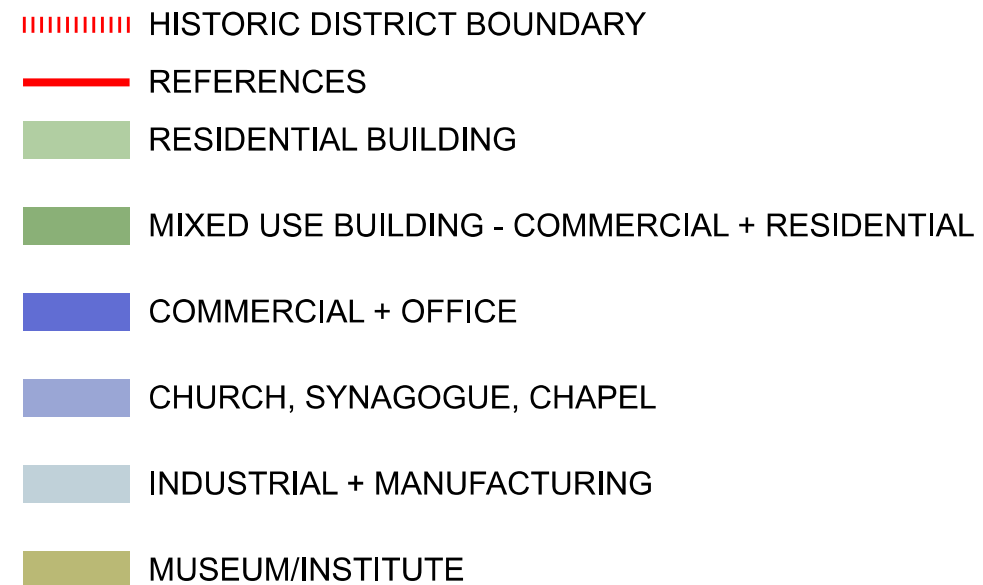 HISTORIC DISTRICT BOUNDARY
REFERENCES
RESIDENTIAL BUILDING
MIXED USE BUILDING - COMMERCIAL + RESIDENTIAL
COMMERCIAL + OFFICE
CHURCH, SYNAGOGUE, CHAPEL
INDUSTRIAL + MANUFACTURING
MUSEUM/INSTITUTE